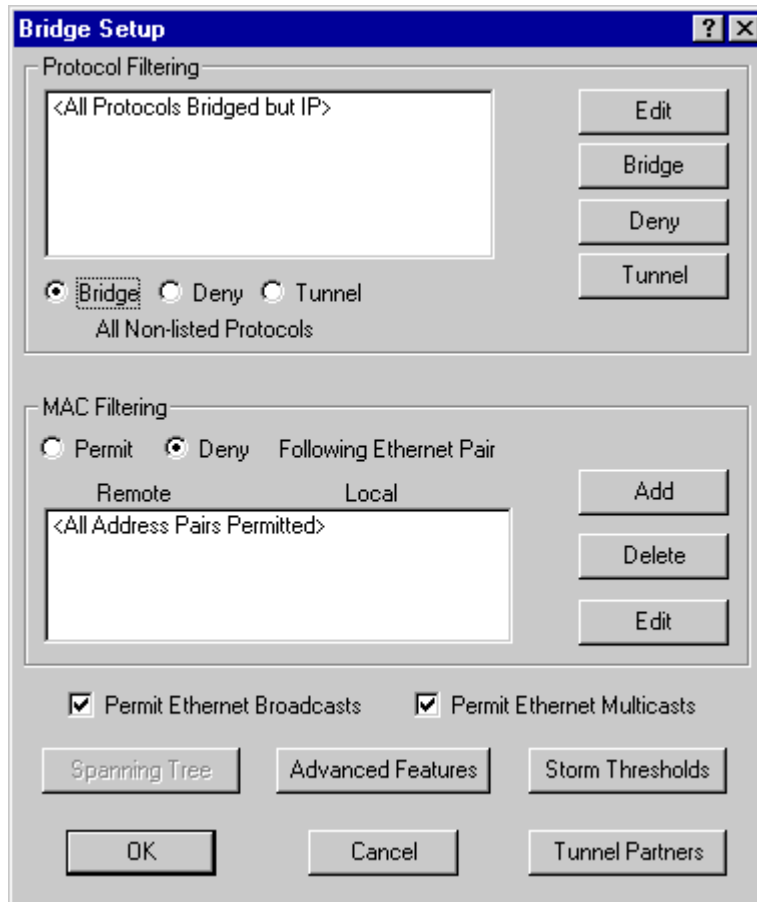 Bridge Setup
Protocol Filtering
<All Protocols Bridged but IP>
Edit
Bridge
Deny
Tunnel
Bridge Deny Tunnel
All Non-listed Protocols
MAC Filtering
Permit Deny Following Ethernet Pair
Remote Local
<All Address Pairs Permitted>
Add
Delete
Edit
Permit Ethernet Broadcasts Permit Ethernet Multicasts
Spanning Tree Advanced Features Storm Thresholds
OK Cancel Tunnel Partners